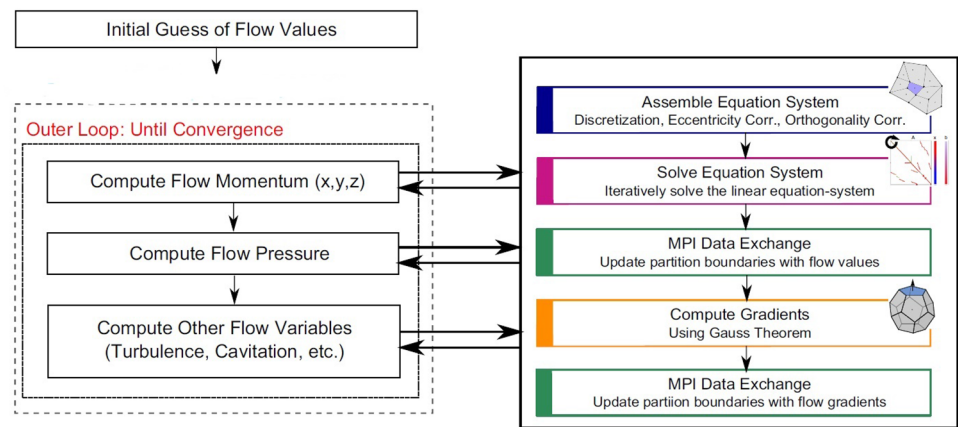 Initial Guess of Flow Values
Outer Loop: Until Convergence
Compute Flow Momentum (x,y,z)
Compute Flow Pressure
Compute Other Flow Variables
(Turbulence, Cavitation, etc.)
Assemble Equation System
Discretization, Eccentricity Corr., Orthogonality Corr.
Solve Equation System
Iteratively solve the linear equation-system
MPI Data Exchange
Update partition boundaries with flow values
Compute Gradients
Using Gauss Theorem
MPI Data Exchange
Update partiion boundaries with flow gradients